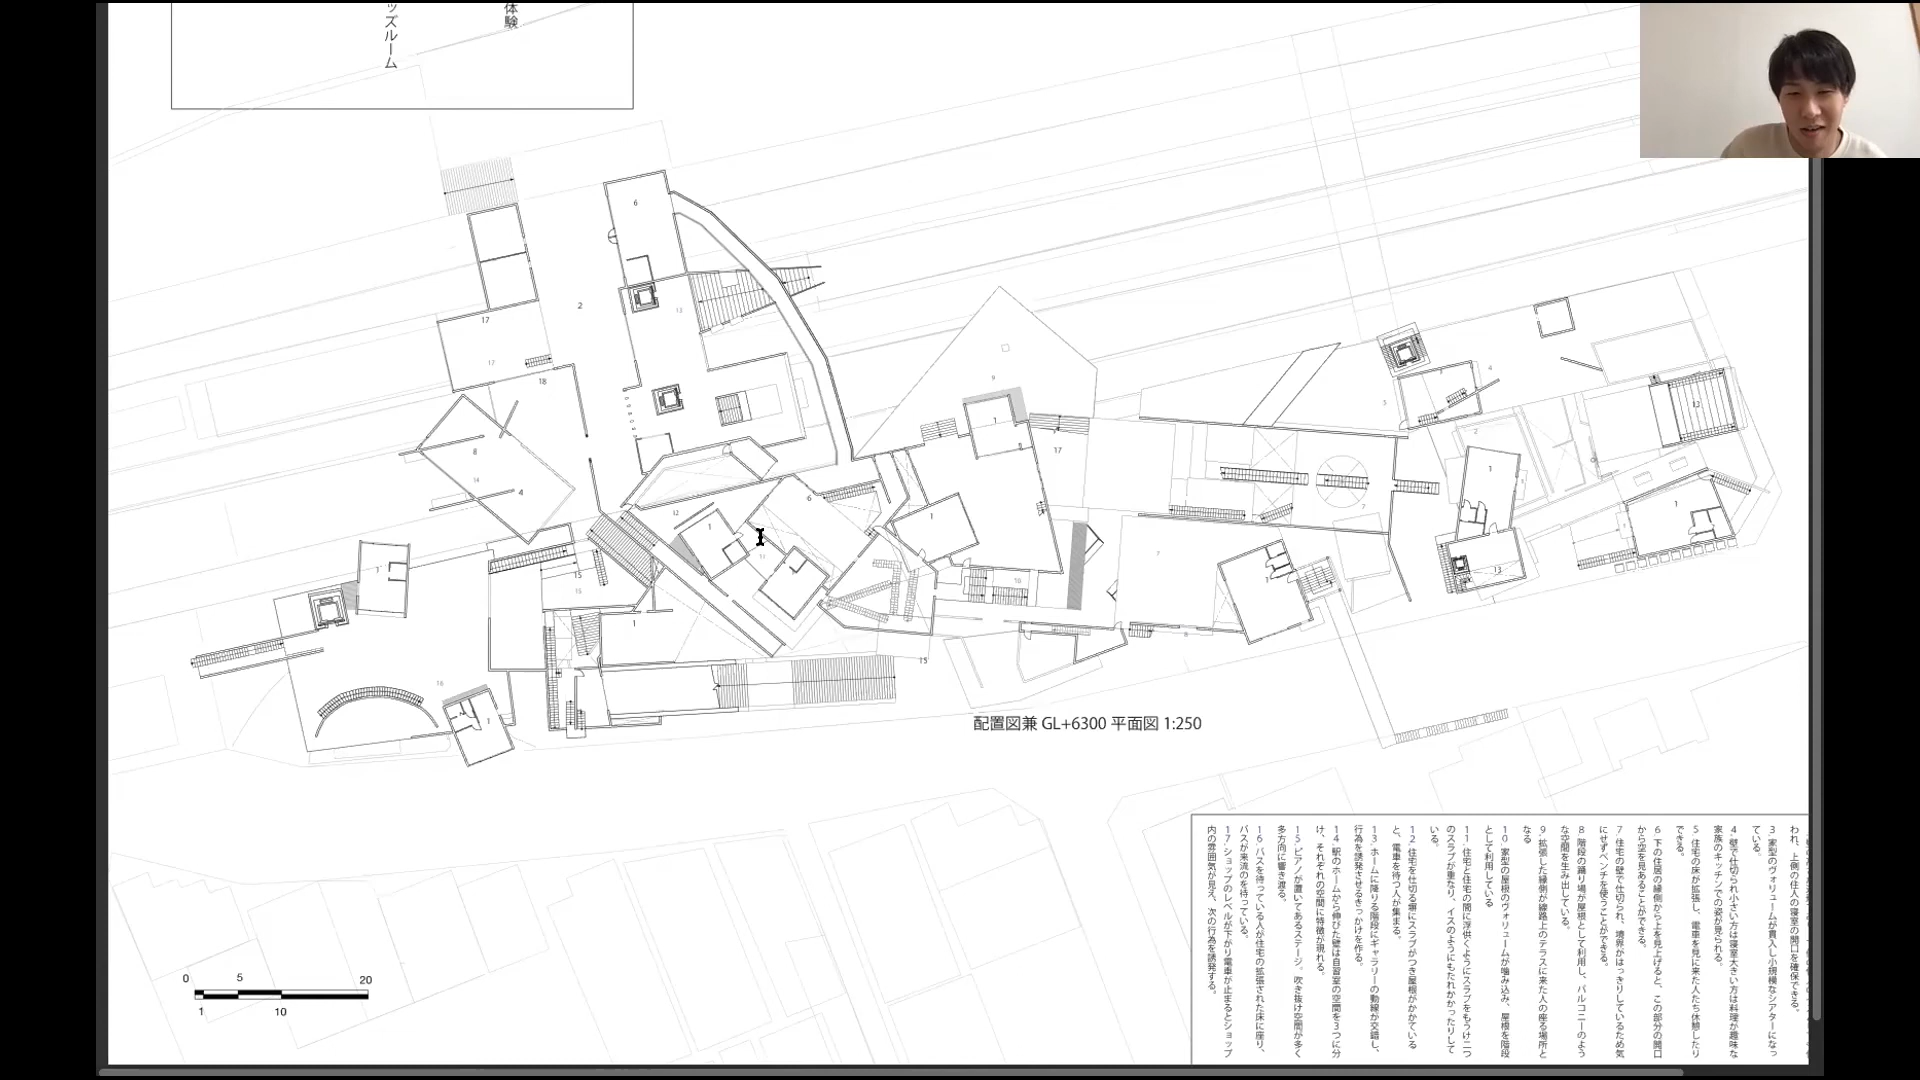 体験
ッズルーム
配置図兼 GL+6300 平面図 1:250
0 5 20
1 10
われ、上側の住人の寝室の開口を確保できる。
3 家型のヴォリュームが貫入し小規模なシアターになっ
ている。
4 壁で仕切られ小さい方は寝室大きい方は料理が趣味な
家族のキッチンでの姿が見られる。
5 住宅の床が拡張し、電車を見に来た人たち休憩したり
できる。
6 下の住居の縁側から上を見上げると、この部分の開口
から空を見あることができる。
7 住宅の壁で仕切られ、境界がはっきりしているため気
にせずベンチを使うことができる。
8 階段の踊り場が屋根として利用し、バルコニーのよう
な空間を生み出している。
9 拡張した縁側が線路上のテラスに来た人の座る場所と
なる
10 家型の屋根のヴォリュームが噛み込み、屋根を階段
として利用している
11 住宅と住宅の間に浮供くようにスラブをもうけ二つ
のスラブが重なり、イスのようにもたれかかったりして
いる。
12 住宅を仕切る塀にスラブがつき屋根がかかている
と、電車を待つ人が集まる。
13 ホームに降りる階段にギャラリーの動線が交錯し、
行為を誘発させるきっかけを作る。
14 駅のホームから伸びた壁は自習室の空間を3つに分
け、それぞれの空間に特徴が現れる。
15 ピアノが置いてあるステージ。吹き抜け空間が多く
多方向に響き渡る。
16 バスを待っている人が住宅の拡張された床に座り、
バスが来流のを待っている。
17 ショップのレベルが下がり電車が止まるとショップ
内の雰囲気が見え、次の行為を誘発する。